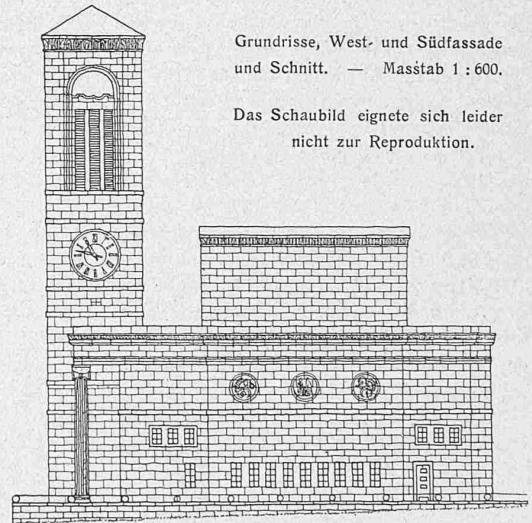 Grundrisse, West- und Südfassade
und Schnitt. — Masstab 1 : 600.
Das Schaubild eignete sich leider
nicht zur Reproduktion.